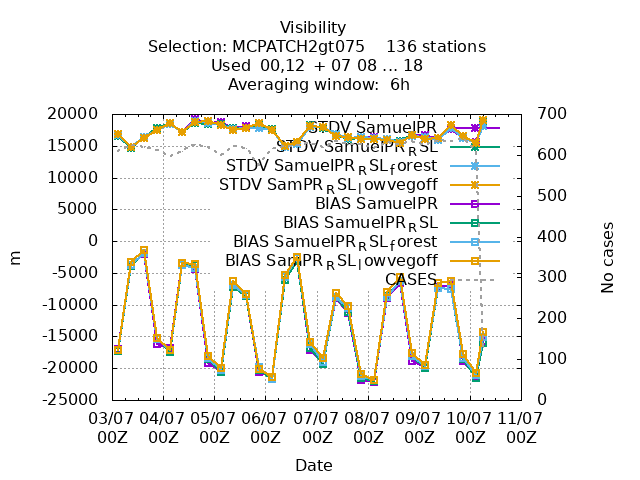 Visibility
Selection: MCPATCH2gt075 136 stations
Used 00,12 + 07 08 ... 18
Averaging window: 6h
20000 700
STDV SamuelPR
15000 STDV SamuelPR_RSL 600
STDV SamuelPR_RSL_forest
10000 STDV SamPR_RSL_lowvegoff 500
5000 BIAS SamuelPR
BIAS SamuelPR_RSL
0 BIAS SamuelPR_RSL_forest 400
BIAS SamPR_RSL_lowvegoff
-5000 CASES 300
m
No cases
-10000 200
-15000 100
-20000
-25000 0
03/07 04/07 05/07 06/07 07/07 08/07 09/07 10/07 11/07
00Z 00Z 00Z 00Z 00Z 00Z 00Z 00Z 00Z
Date